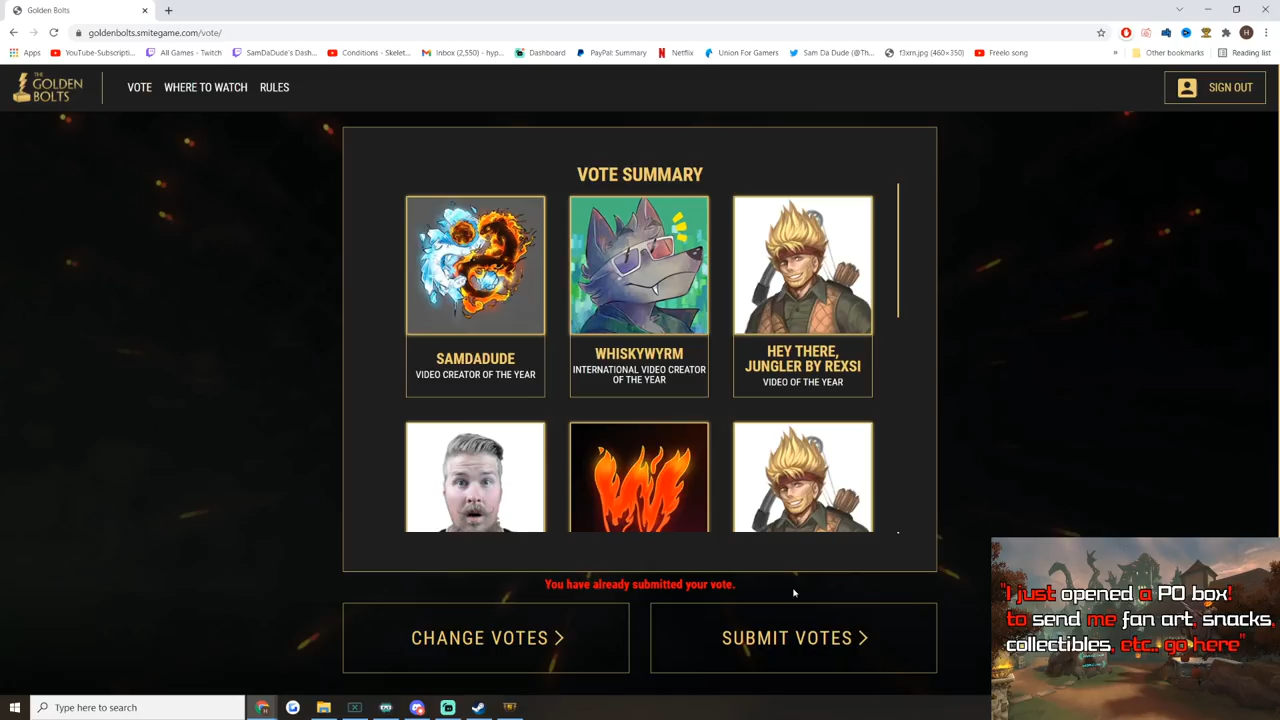 Golden Bolts
goldenbolts.smitegame.com/vote/
Apps
YouTube-Subscripti...
All Games - Twitch
SamDaDude's Dash...
Conditions - Skelet...
Gmail Inbox (2,550) - hyp...
Dashboard
PayPal: Summary
Netflix
Union For Gamers
Sam Da Dude (@Th...
f3xrn.jpg (460×350)
Freelo song
»
Other bookmarks
Reading list
THE
GOLDEN
BOLTS
VOTE
WHERE TO WATCH
RULES
SIGN OUT
VOTE SUMMARY
SAMDADUDE
VIDEO CREATOR OF THE YEAR
WHISKYWYRM
INTERNATIONAL VIDEO CREATOR
OF THE YEAR
HEY THERE,
JUNGLER BY REXSI
VIDEO OF THE YEAR
You have already submitted your vote.
CHANGE VOTES >
SUBMIT VOTES >
"I just opened a PO box!
to send me fan art, snacks,
collectibles, etc.. go here"
Type here to search